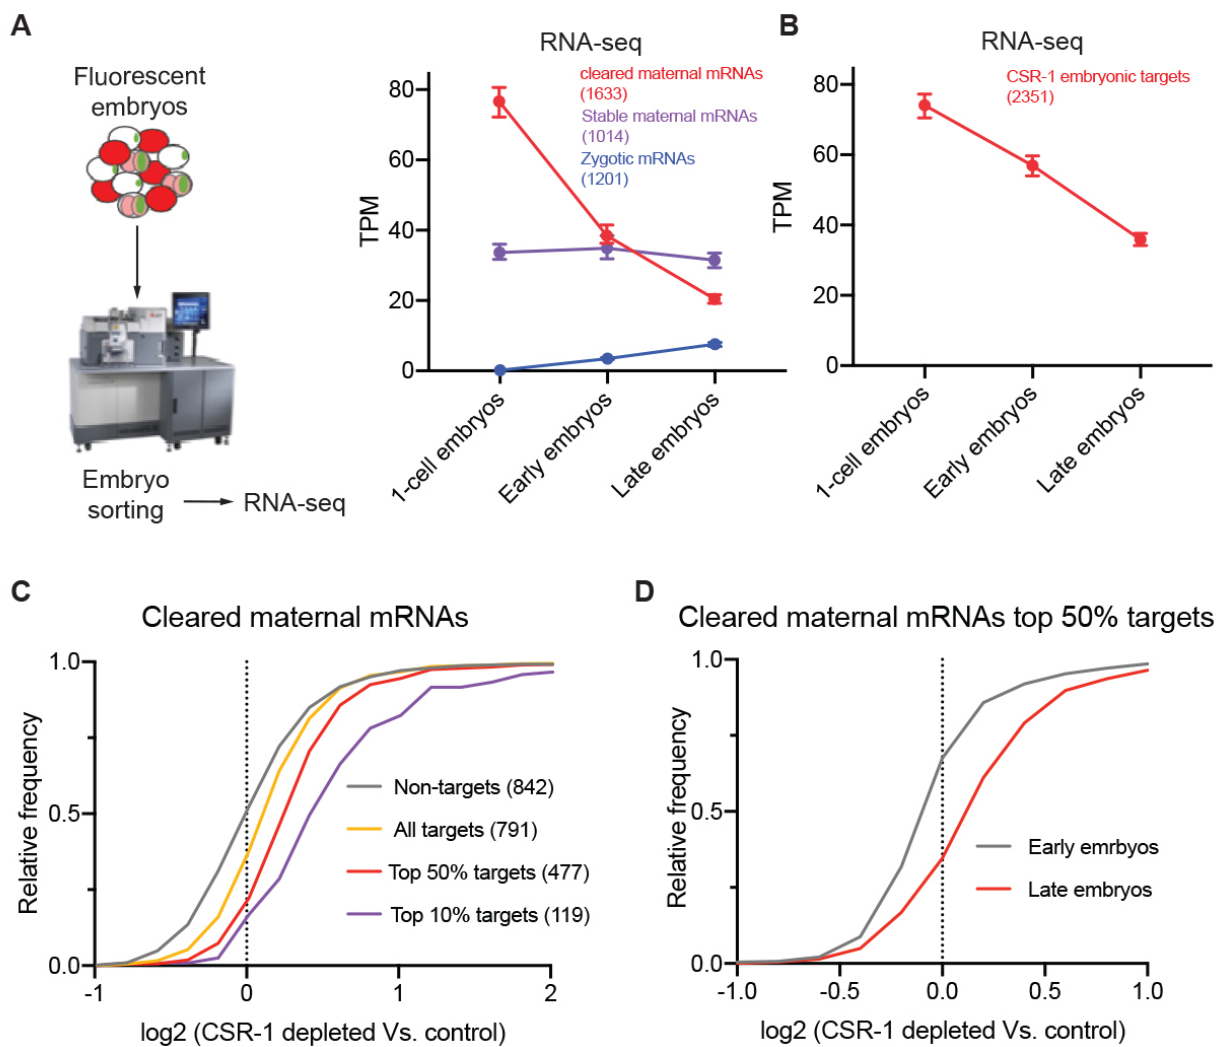 A
Fluorescent
embryos
Embryo
sorting
RNA-seq
RNA-seq
cleared maternal mRNAs
(1633)
Stable maternal mRNAs
(1014)
Zygotic mRNAs
(1201)
TPM
80
60
40
20
0
1-cell embryos
Early embryos
Late embryos
B
RNA-seq
CSR-1 embryonic targets
(2351)
TPM
80
60
40
20
0
1-cell embryos
Early embryos
Late embryos
C
Cleared maternal mRNAs
Relative frequency
1.0
0.5
0.0
Non-targets (842)
All targets (791)
Top 50% targets (477)
Top 10% targets (119)
-1
0
1
2
log2 (CSR-1 depleted Vs. control)
D
Cleared maternal mRNAs top 50% targets
Relative frequency
1.0
0.5
0.0
Early emrbyos
Late embryos
-1.0
-0.5
0.0
0.5
1.0
log2 (CSR-1 depleted Vs. control)